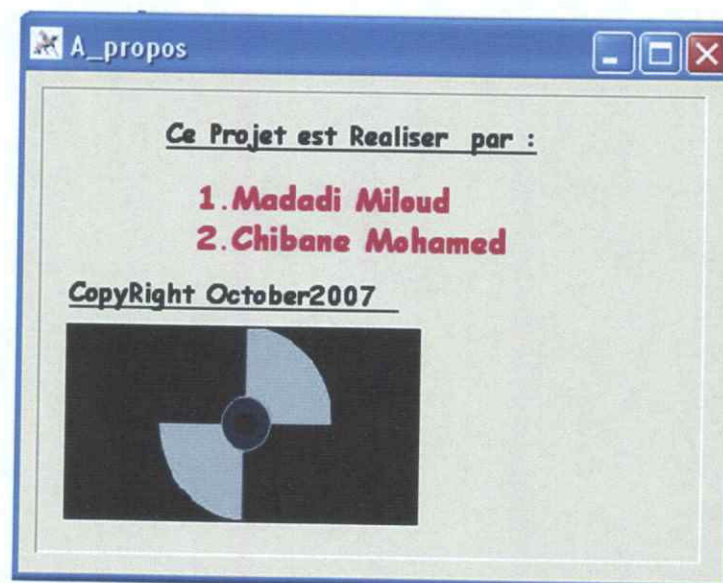 A_propos
Ce Projet est Realiser par :
1.Madadi Miloud
2.Chibane Mohamed
CopyRight October2007